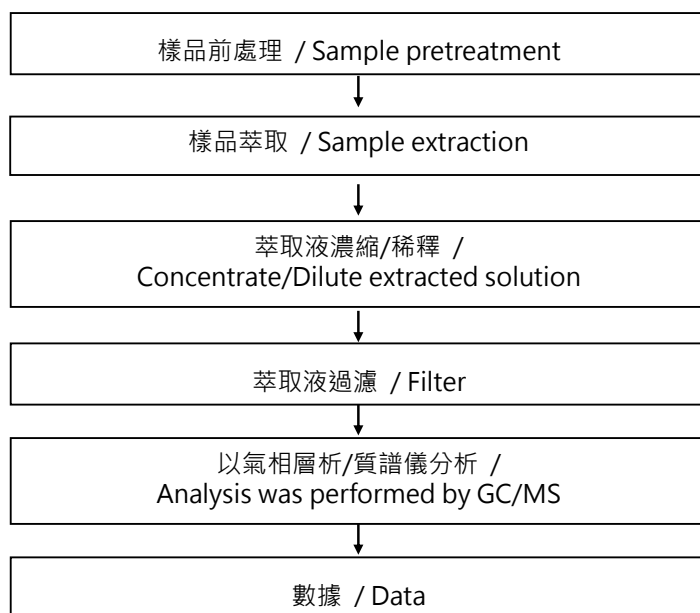 樣品前處理 / Sample pretreatment
樣品萃取 / Sample extraction
萃取液濃縮/稀釋 /
Concentrate/Dilute extracted solution
萃取液過濾 / Filter
以氣相層析/質譜儀分析 /
Analysis was performed by GC/MS
數據 / Data